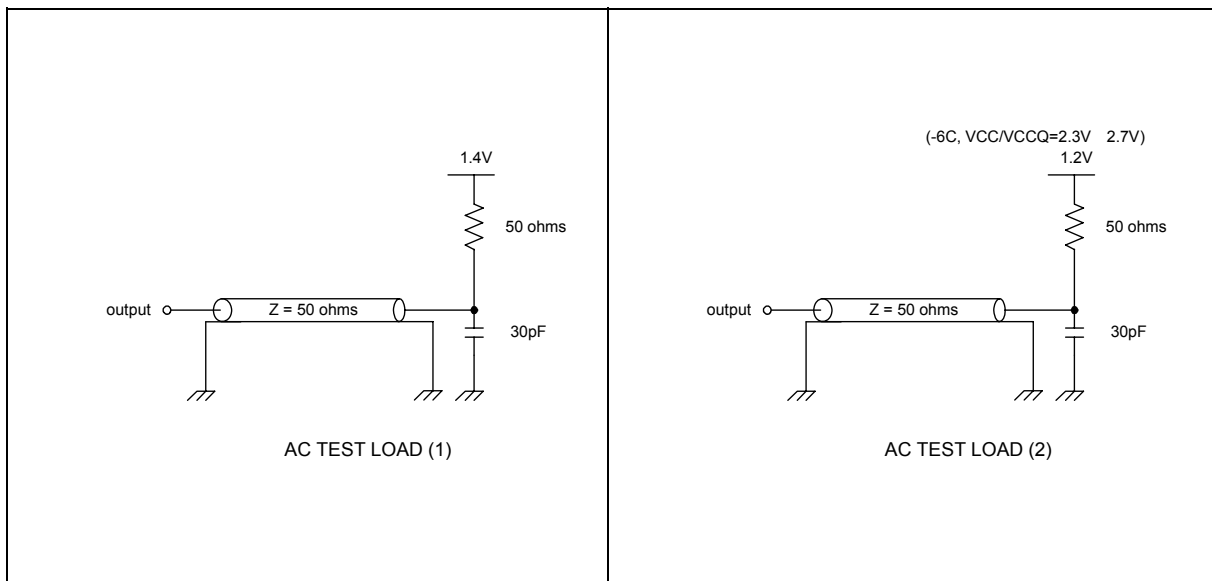 1.4V
50 ohms
output
Z = 50 ohms
30pF
AC TEST LOAD (1)
(-6C, VCC/VCCQ=2.3V 2.7V)
1.2V
50 ohms
output
Z = 50 ohms
30pF
AC TEST LOAD (2)